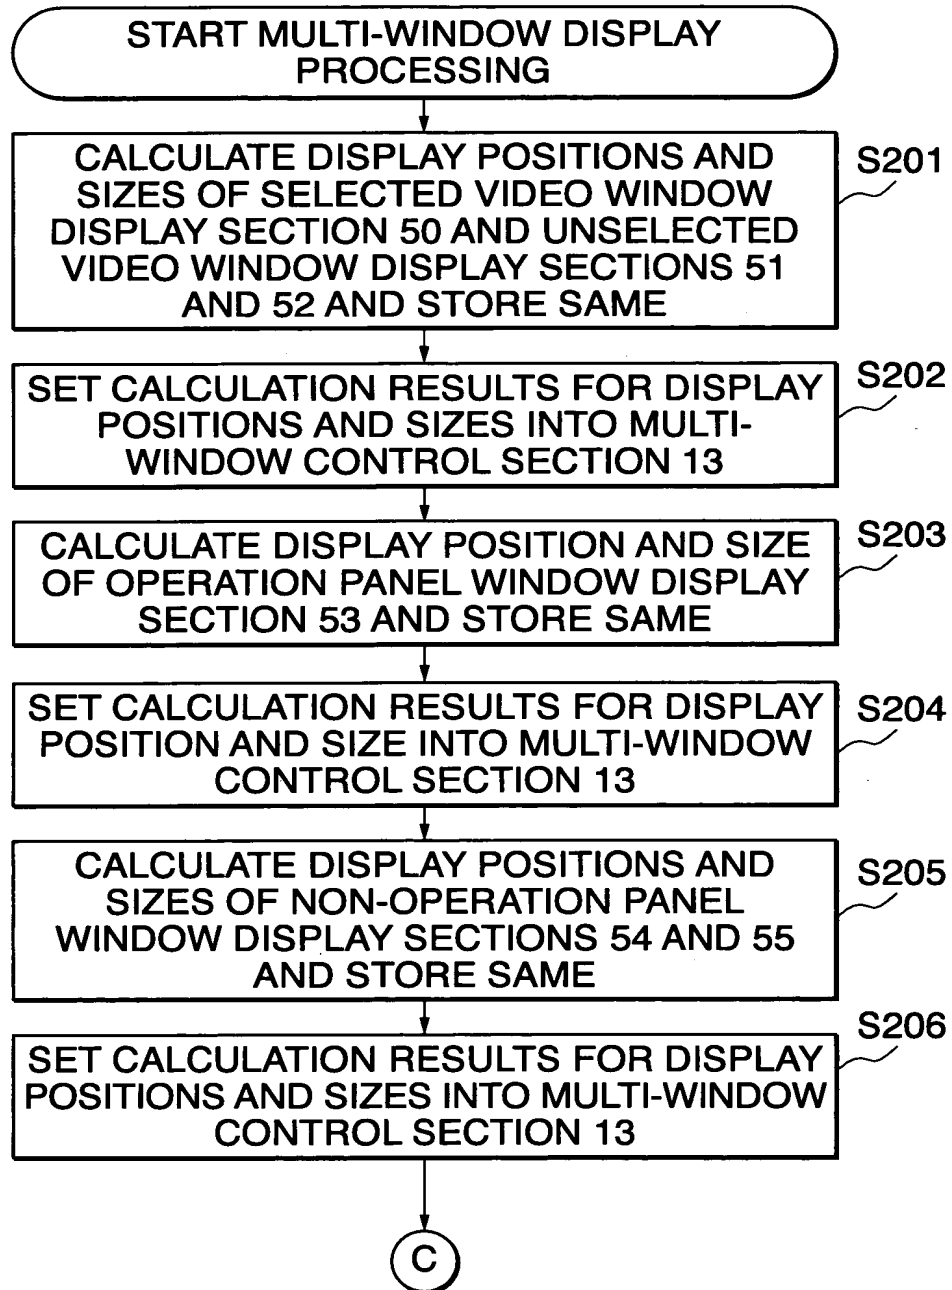 START MULTI-WINDOW DISPLAY
PROCESSING
CALCULATE DISPLAY POSITIONS AND
SIZES OF SELECTED VIDEO WINDOW
DISPLAY SECTION 50 AND UNSELECTED
VIDEO WINDOW DISPLAY SECTIONS 51
AND 52 AND STORE SAME
S201
SET CALCULATION RESULTS FOR DISPLAY
POSITIONS AND SIZES INTO MULTI-
WINDOW CONTROL SECTION 13
S202
CALCULATE DISPLAY POSITION AND SIZE
OF OPERATION PANEL WINDOW DISPLAY
SECTION 53 AND STORE SAME
S203
SET CALCULATION RESULTS FOR DISPLAY
POSITION AND SIZE INTO MULTI-WINDOW
CONTROL SECTION 13
S204
CALCULATE DISPLAY POSITIONS AND
SIZES OF NON-OPERATION PANEL
WINDOW DISPLAY SECTIONS 54 AND 55
AND STORE SAME
S205
SET CALCULATION RESULTS FOR DISPLAY
POSITIONS AND SIZES INTO MULTI-WINDOW
CONTROL SECTION 13
S206
C